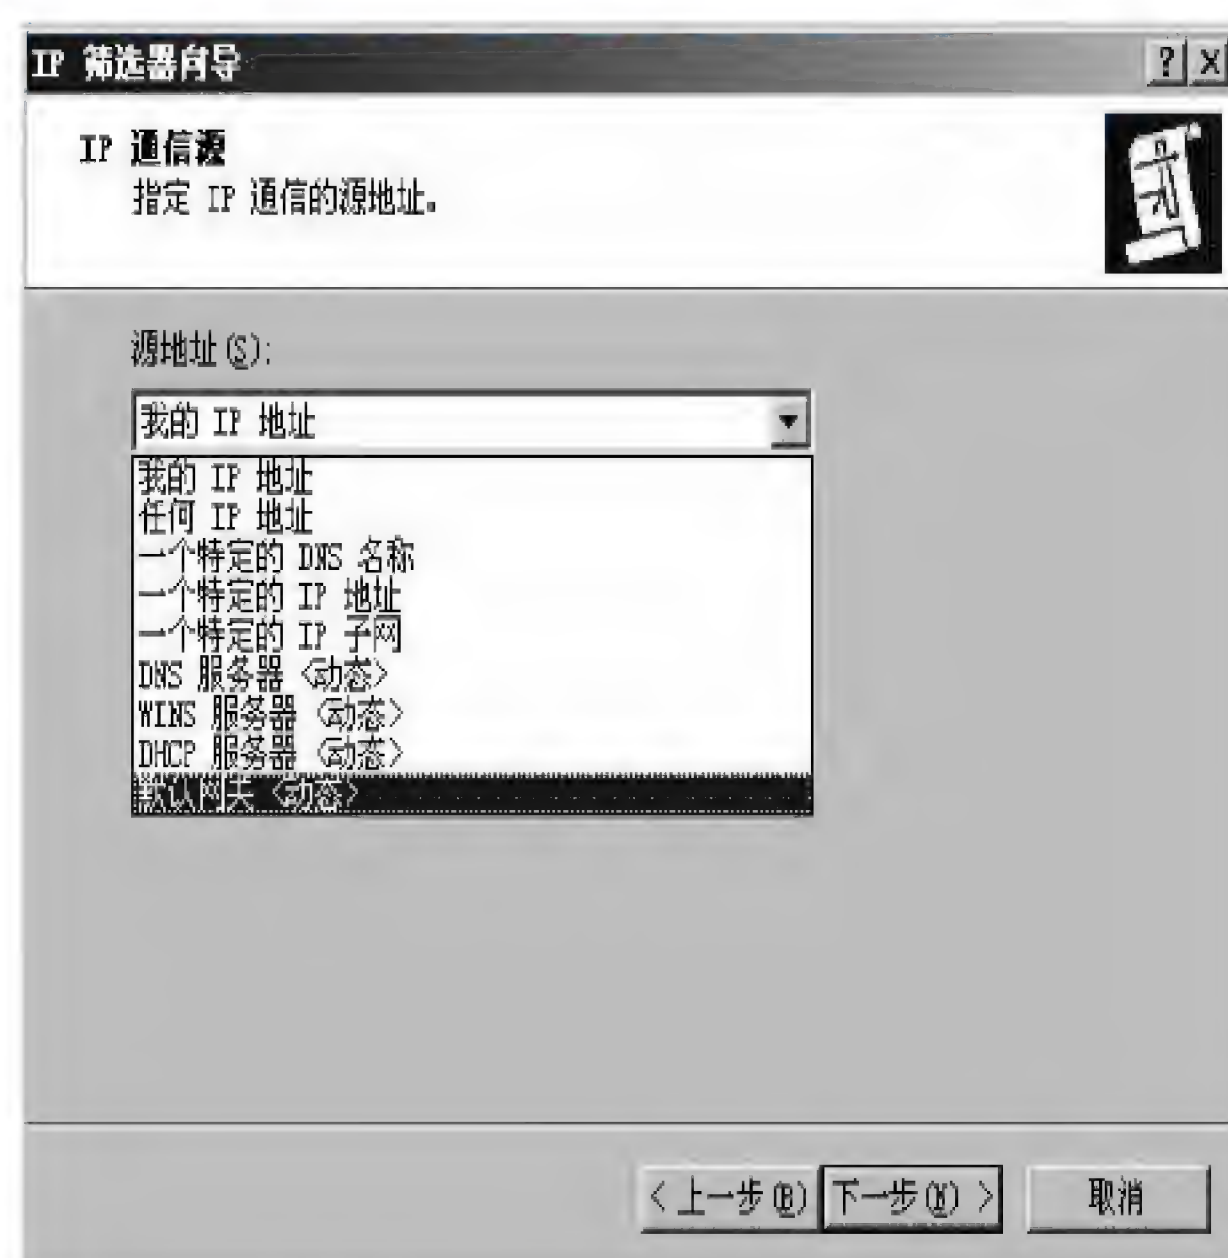 IP 筛选器向导
IP 通信源
指定 IP 通信的源地址。
源地址(S):
我的 IP 地址
我的 IP 地址
任何 IP 地址
一个特定的 DNS 名称
一个特定的 IP 地址
一个特定的 IP 子网
DNS 服务器 <动态>
WINS 服务器 <动态>
DHCP 服务器 <动态>
默认网关 <动态>
< 上一步(B) 下一步(N) > 取消